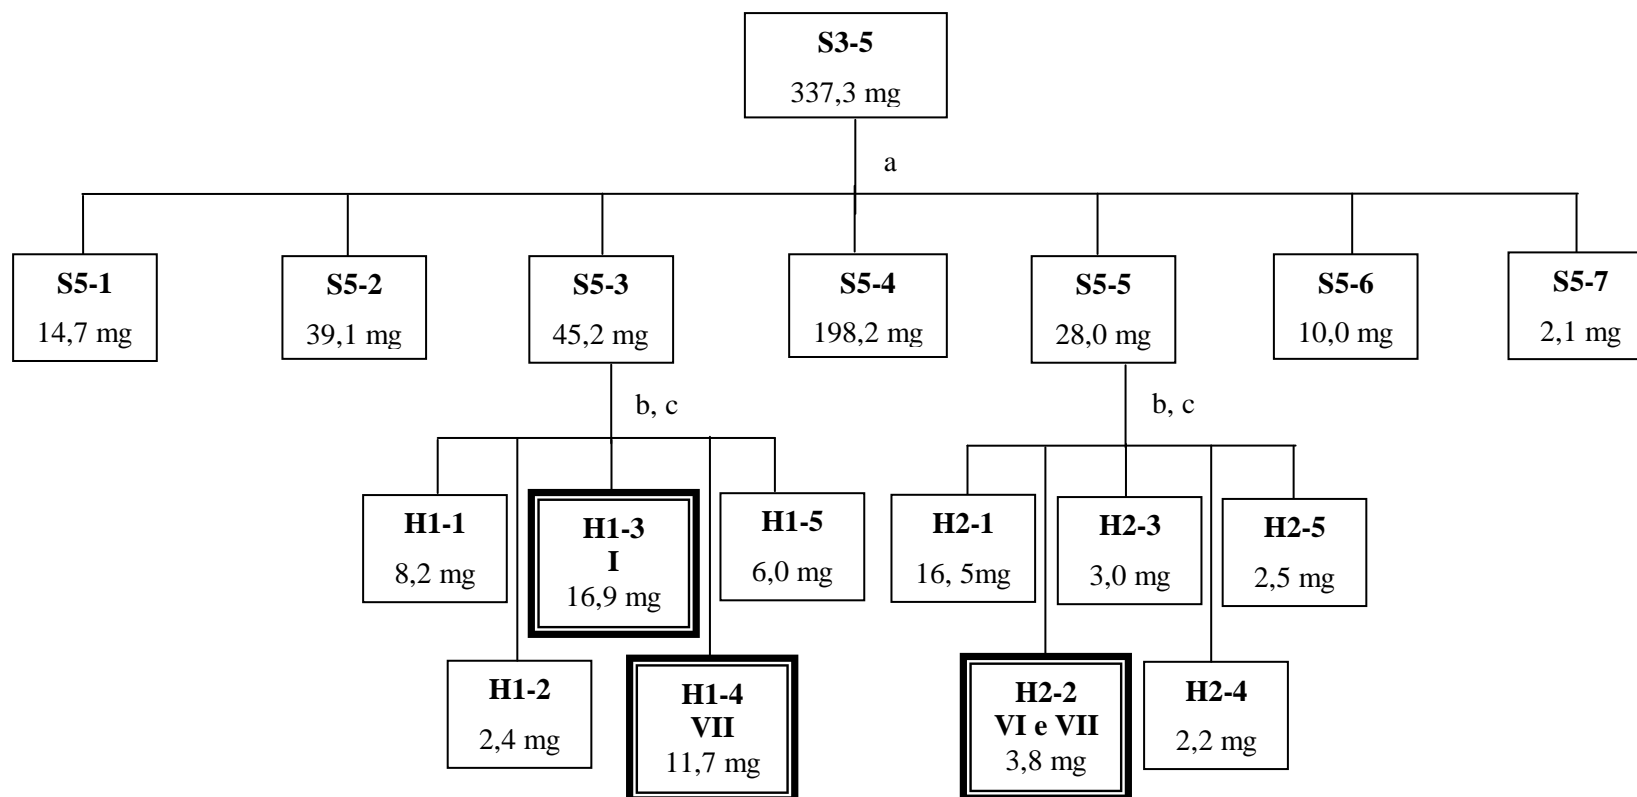 S3-5
337,3 mg
a
S5-1
14,7 mg
S5-2
39,1 mg
S5-3
45,2 mg
S5-4
198,2 mg
S5-5
28,0 mg
S5-6
10,0 mg
S5-7
2,1 mg
b, c
b, c
H1-1
8,2 mg
H1-3
I
16,9 mg
H1-5
6,0 mg
H2-1
16, 5mg
H2-3
3,0 mg
H2-5
2,5 mg
H1-2
2,4 mg
H1-4
VII
11,7 mg
H2-2
VI e VII
3,8 mg
H2-4
2,2 mg